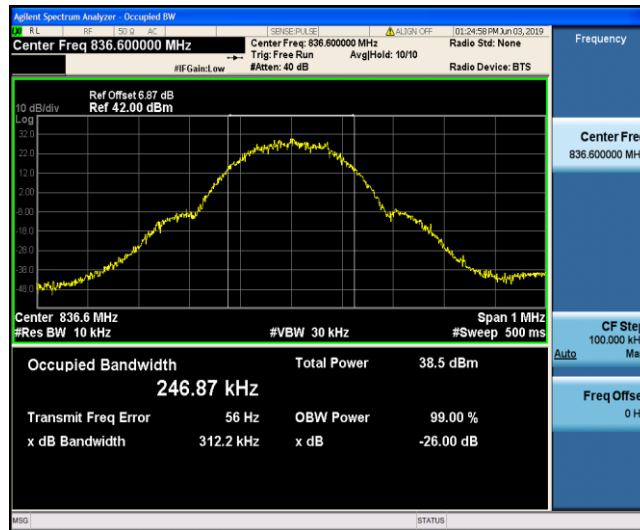 Agilent Spectrum Analyzer - Occupied BW
RL RF 50 Ω AC SENSE:PULSE ALIGN OFF 01:24:58 PM Jun 03, 2019
Center Freq 836.600000 MHz Center Freq: 836.600000 MHz Radio Std: None
Trig: Free Run Avg|Hold: 10/10
#IFGain:Low #Atten: 40 dB Radio Device: BTS
Frequency
Ref Offset 6.87 dB
10 dB/div Ref 42.00 dBm
Log
32.0
22.0
12.0
2.00
-8.00
-18.0
-28.0
-38.0
-48.0
Center 836.6 MHz Span 1 MHz
#Res BW 10 kHz #VBW 30 kHz #Sweep 500 ms
Occupied Bandwidth Total Power 38.5 dBm
246.87 kHz
Transmit Freq Error 56 Hz OBW Power 99.00 %
x dB Bandwidth 312.2 kHz x dB -26.00 dB
Center Fre
836.600000 MH
CF Step
100.000 kH
Auto Ma
Freq Offse
0 H
MSG STATUS